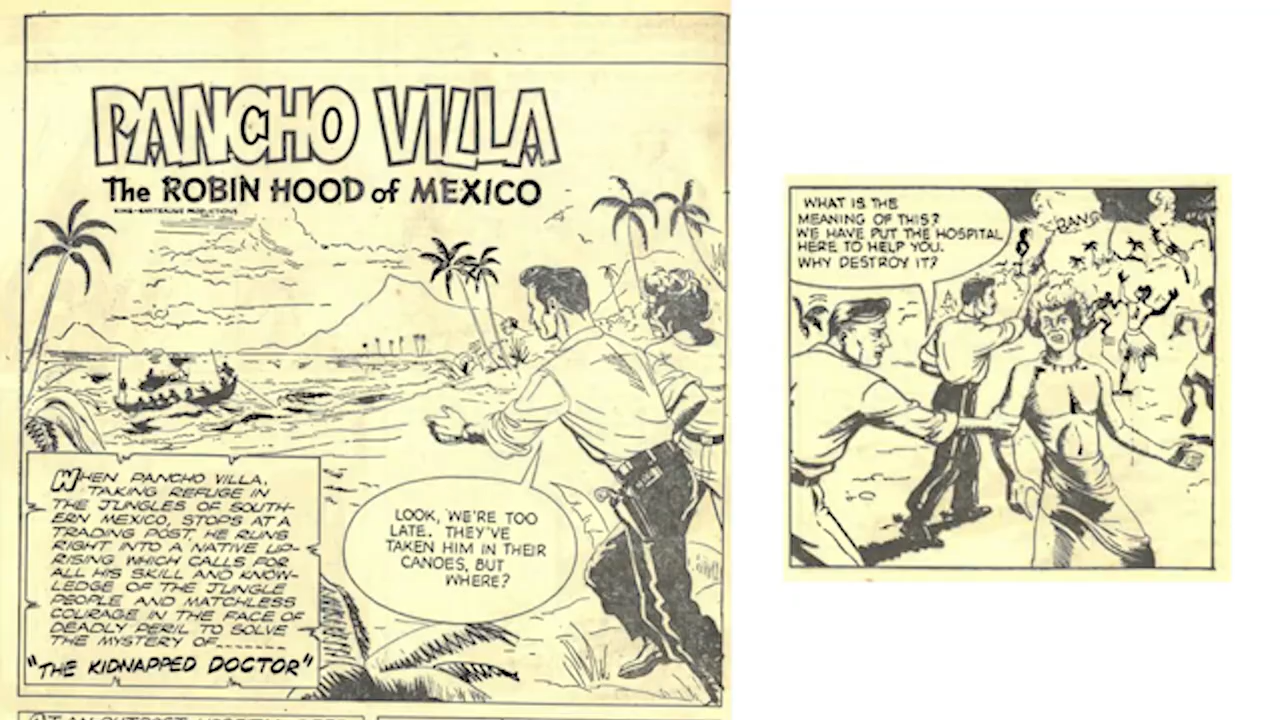 PANCHO VILLA
The ROBIN HOOD of MEXICO
WHEN PANCHO VILLA,
TAKING REFUGE IN
THE JUNGLES OF SOUTH-
ERN MEXICO, STOPS AT A
TRADING POST, HE RUNS
RIGHT INTO A NATIVE UP-
RISING WHICH CALLS FOR
ALL HIS SKILL AND KNOW-
LEDGE OF THE JUNGLE
PEOPLE AND MATCHLESS
COURAGE IN THE FACE OF
DEADLY PERIL TO SOLVE
THE MYSTERY OF--------
"THE KIDNAPPED DOCTOR"
LOOK, WE'RE TOO
LATE. THEY'VE
TAKEN HIM IN THEIR
CANOES, BUT
WHERE?
WHAT IS THE
MEANING OF THIS?
WE HAVE PUT THE HOSPITAL
HERE TO HELP YOU.
WHY DESTROY IT?
BANG